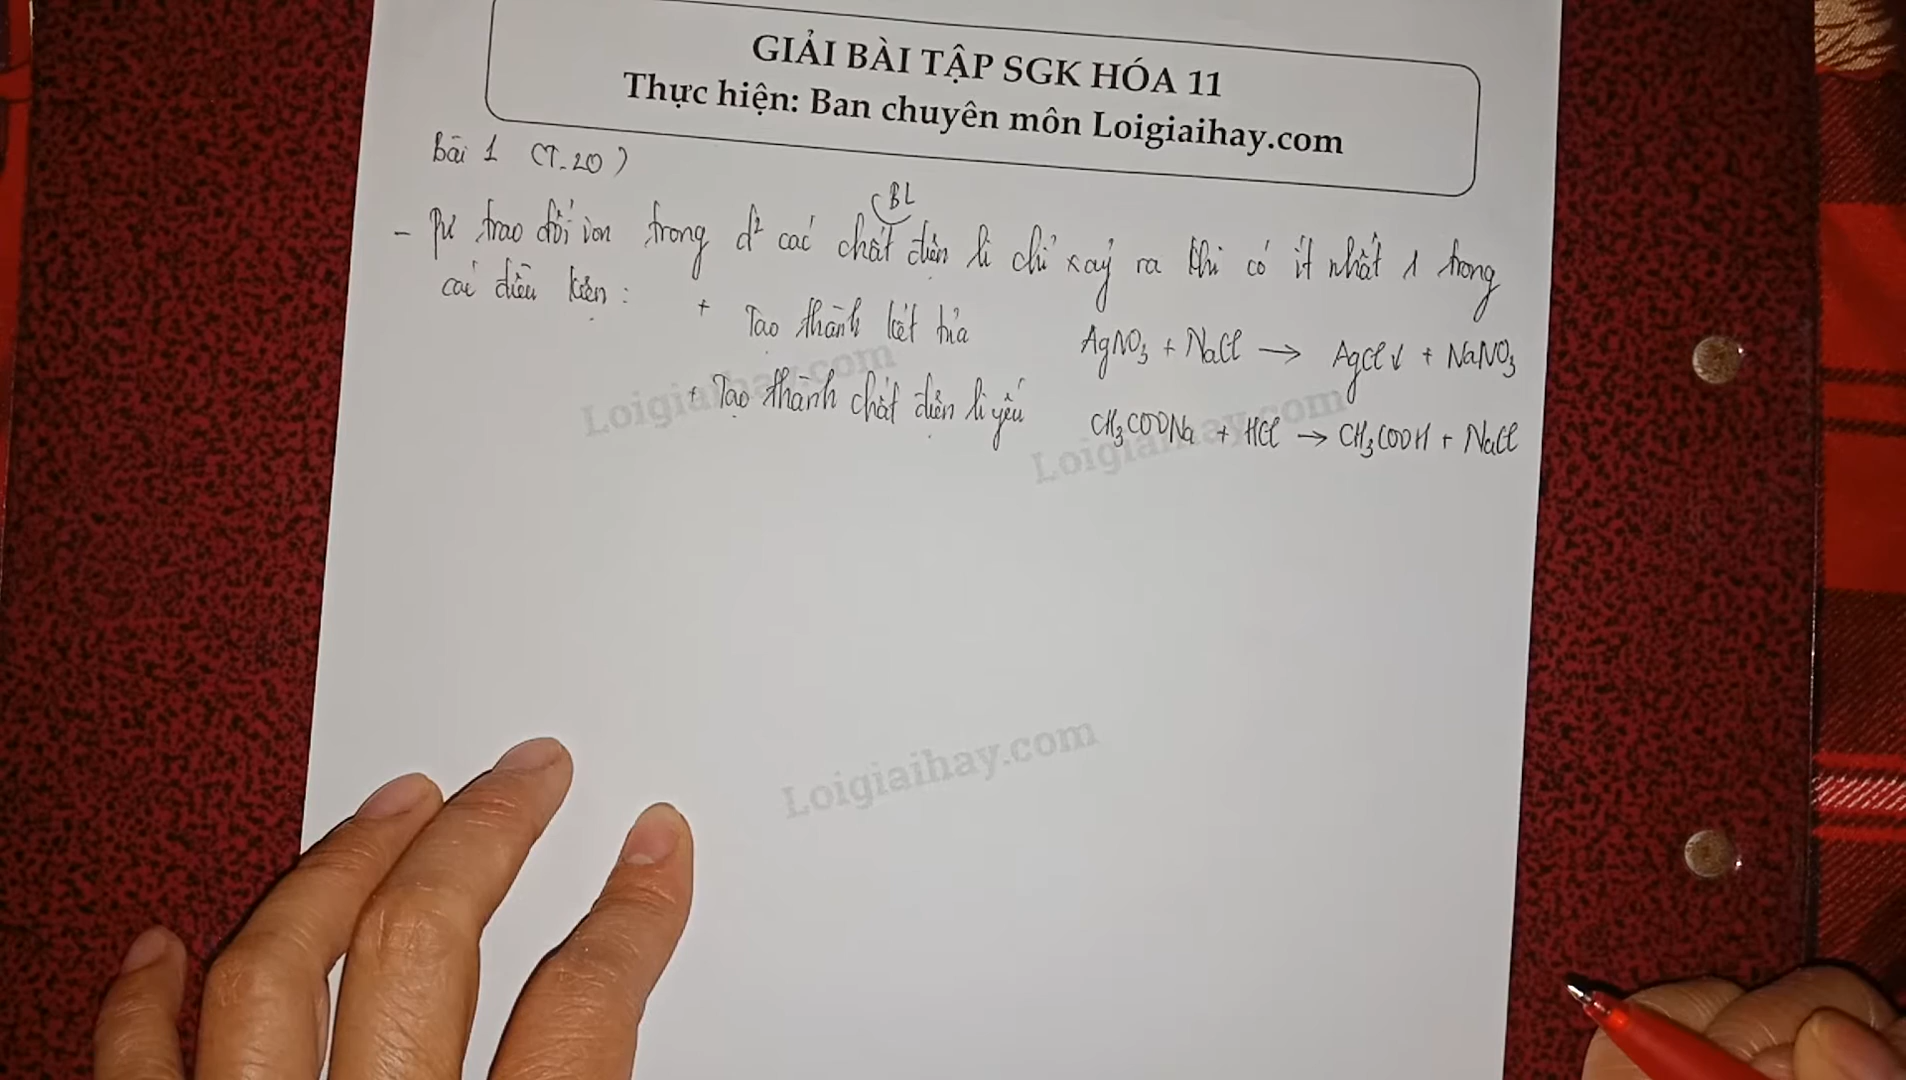 GIẢI BÀI TẬP SGK HÓA 11
Thực hiện: Ban chuyên môn Loigiaihay.com
Bài 1 (T-20)
BL
- Pư trao đổi ion trong d² các chất điện li chỉ xảy ra khi có ít nhất 1 trong
các điều kiện :
+ Tạo thành kết tủa AgNO₃ + NaCl → AgCl↓ + NaNO₃
+ Tạo thành chất điện li yếu CH₃COONa + HCl → CH₃COOH + NaCl
Loigiaihay.com
Loigiaihay.com
Loigiaihay.com